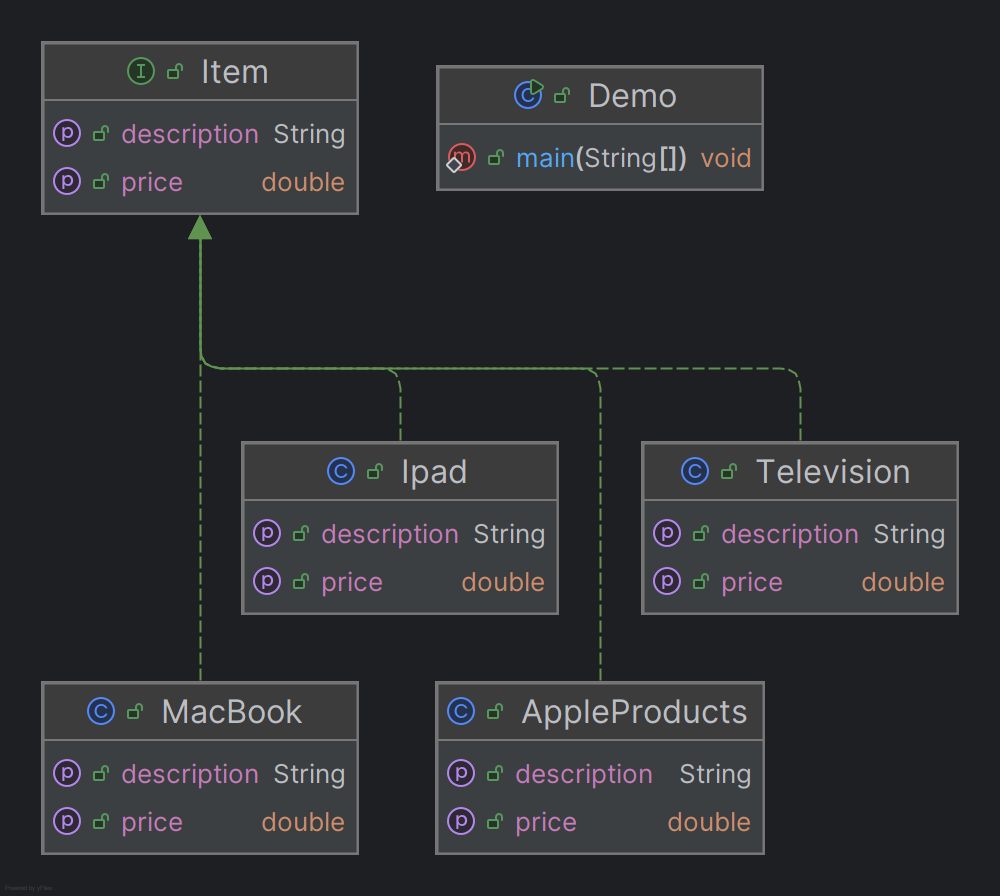 I Item
p description String
p price double
C Demo
m main(String[]) void
C Ipad
p description String
p price double
C Television
p description String
p price double
C MacBook
p description String
p price double
C AppleProducts
p description String
p price double
Powered by yFiles